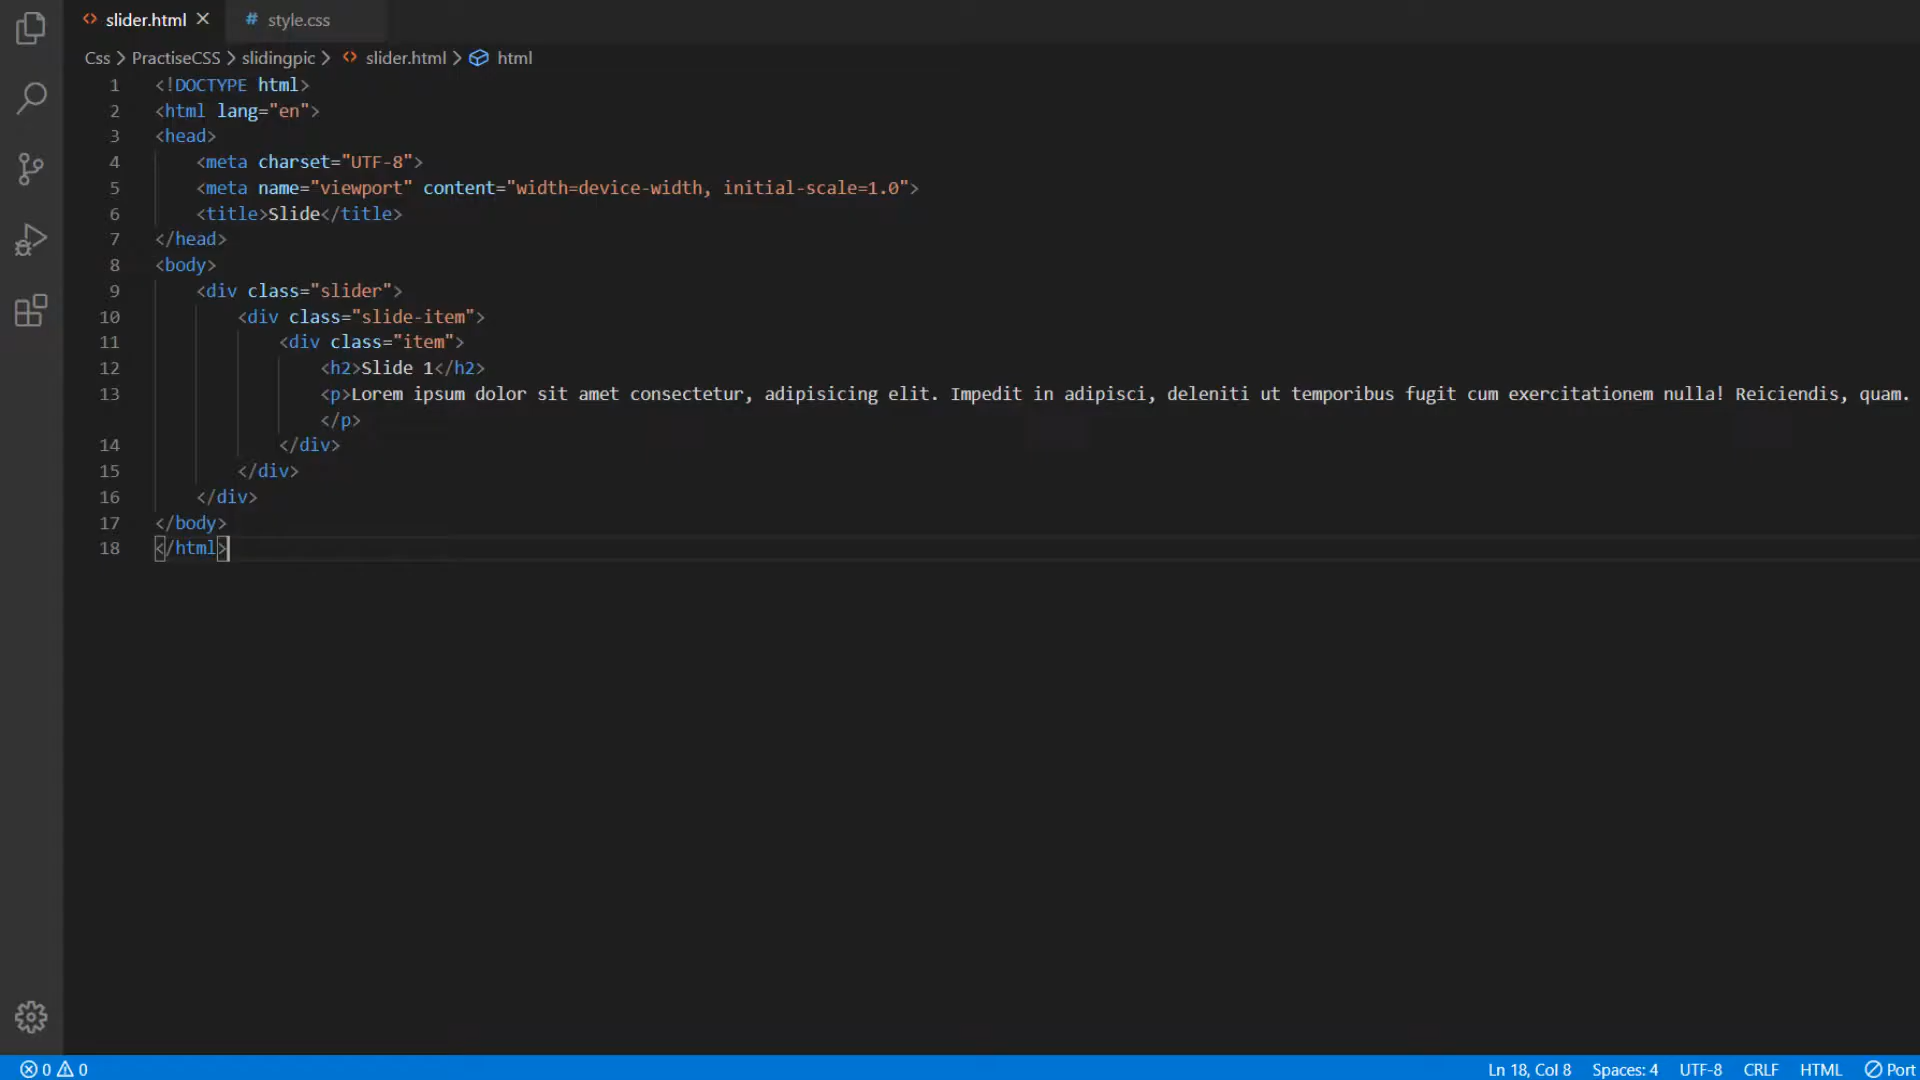 slider.html
style.css
Css > PractiseCSS > slidingpic > slider.html > html
1 <!DOCTYPE html>
2 <html lang="en">
3 <head>
4 <meta charset="UTF-8">
5 <meta name="viewport" content="width=device-width, initial-scale=1.0">
6 <title>Slide</title>
7 </head>
8 <body>
9 <div class="slider">
10 <div class="slide-item">
11 <div class="item">
12 <h2>Slide 1</h2>
13 <p>Lorem ipsum dolor sit amet consectetur, adipisicing elit. Impedit in adipisci, deleniti ut temporibus fugit cum exercitationem nulla! Reiciendis, quam.
</p>
14 </div>
15 </div>
16 </div>
17 </body>
18 </html>
0 0 Ln 18, Col 8 Spaces: 4 UTF-8 CRLF HTML Port